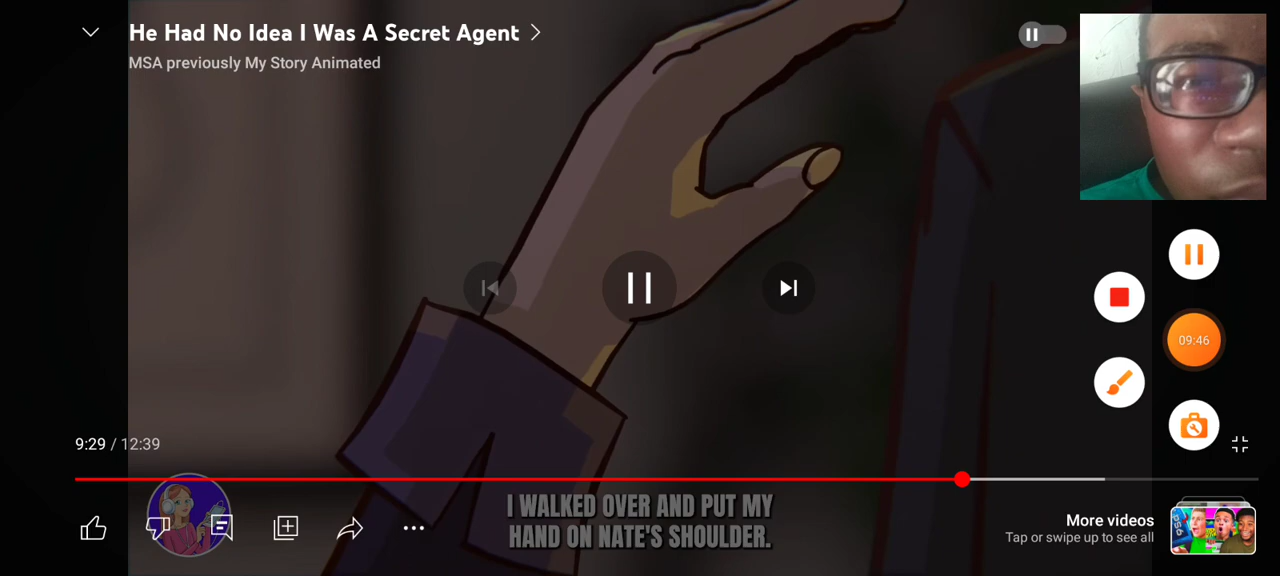 He Had No Idea I Was A Secret Agent
MSA previously My Story Animated
09:46
9:29 / 12:39
I WALKED OVER AND PUT MY
HAND ON NATE'S SHOULDER.
More videos
Tap or swipe up to see all